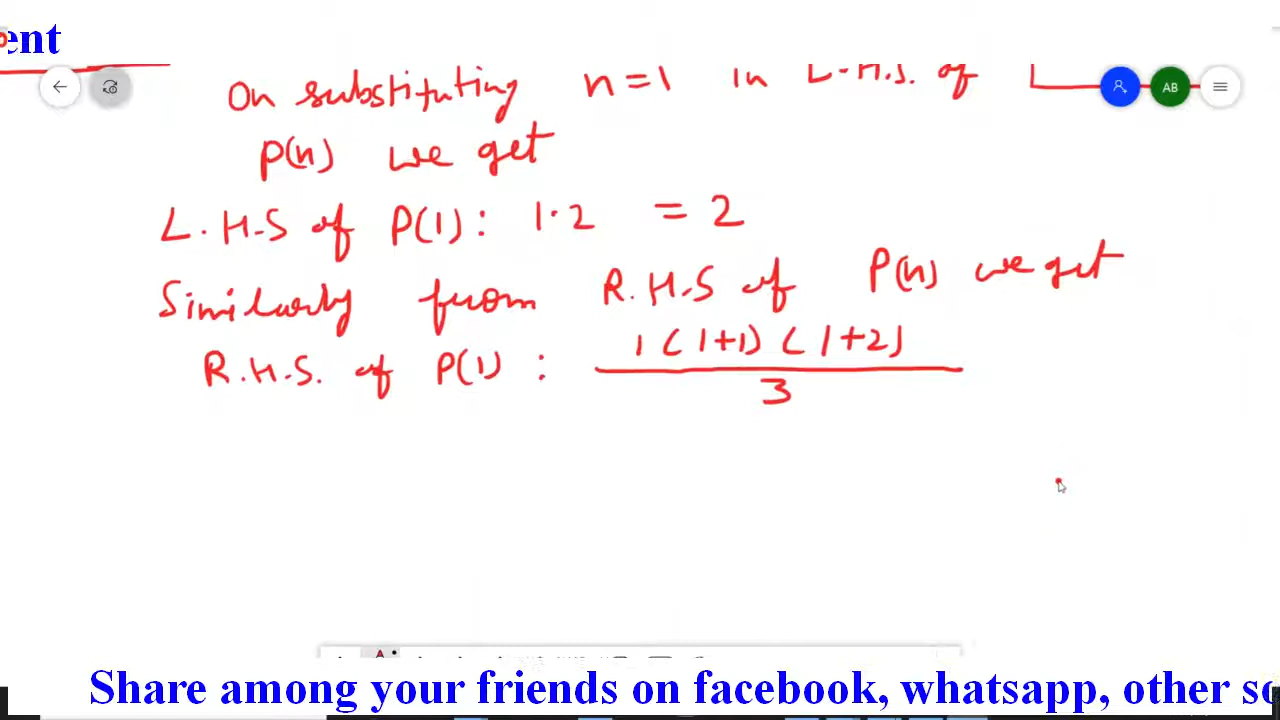 ent
On substituting n=1 in L.H.S. of
P(n) we get
L.H.S of P(1): 1·2 = 2
Similarly from R.H.S of P(n) we get
R.H.S. of P(1) : 1(1+1)(1+2)
3
AB
Share among your friends on facebook, whatsapp, other so